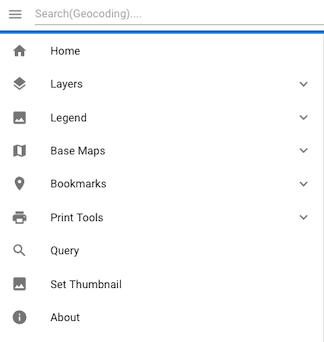 Search(Geocoding)....
Home
Layers
Legend
Base Maps
Bookmarks
Print Tools
Query
Set Thumbnail
About